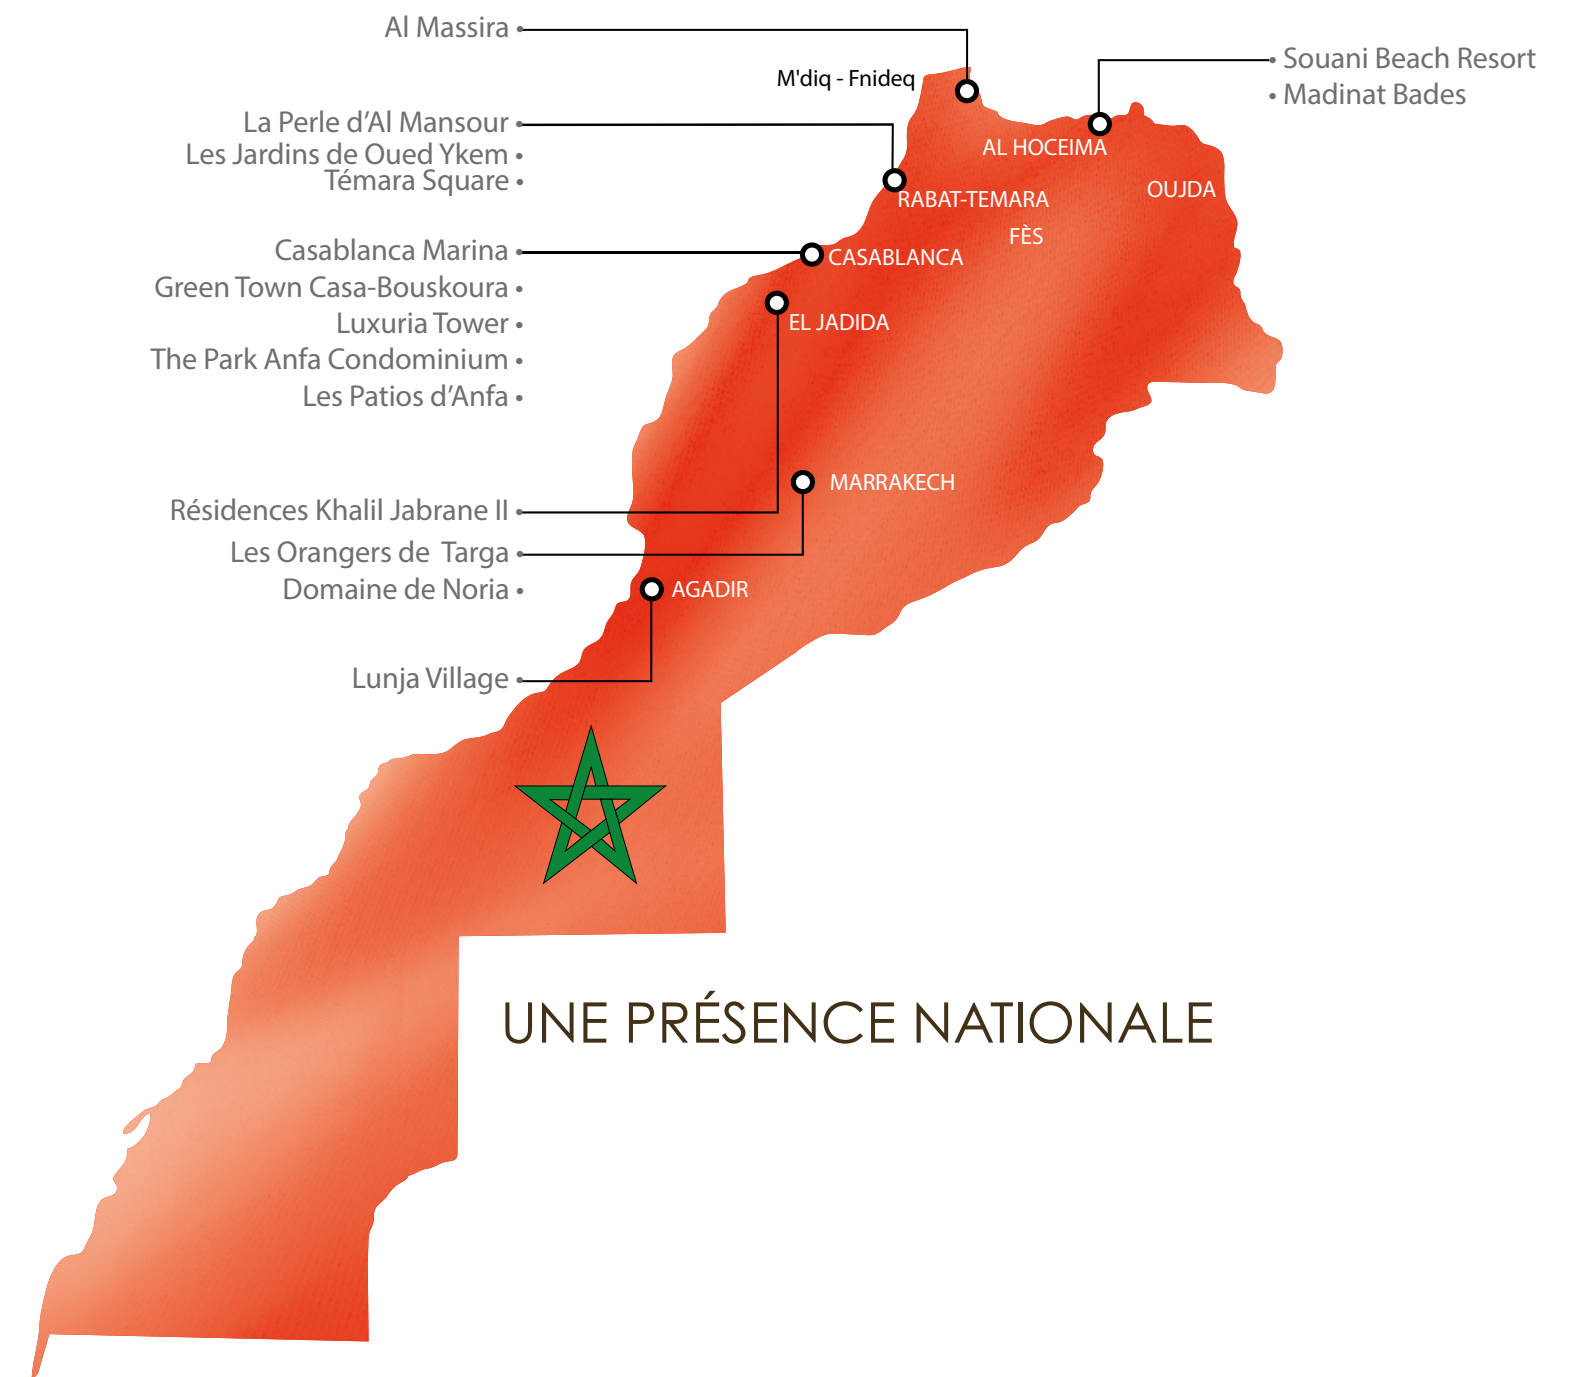 Al Massira •
• Souani Beach Resort
M'diq - Fnideq
• Madinat Bades
La Perle d’Al Mansour •
AL HOCEIMA
Les Jardins de Oued Ykem •
Témara Square •
OUJDA
RABAT-TEMARA
FÈS
Casablanca Marina •
CASABLANCA
Green Town Casa-Bouskoura •
Luxuria Tower •
EL JADIDA
The Park Anfa Condominium •
Les Patios d’Anfa •
MARRAKECH
Résidences Khalil Jabrane II •
Les Orangers de Targa •
Domaine de Noria •
AGADIR
Lunja Village •
UNE PRÉSENCE NATIONALE